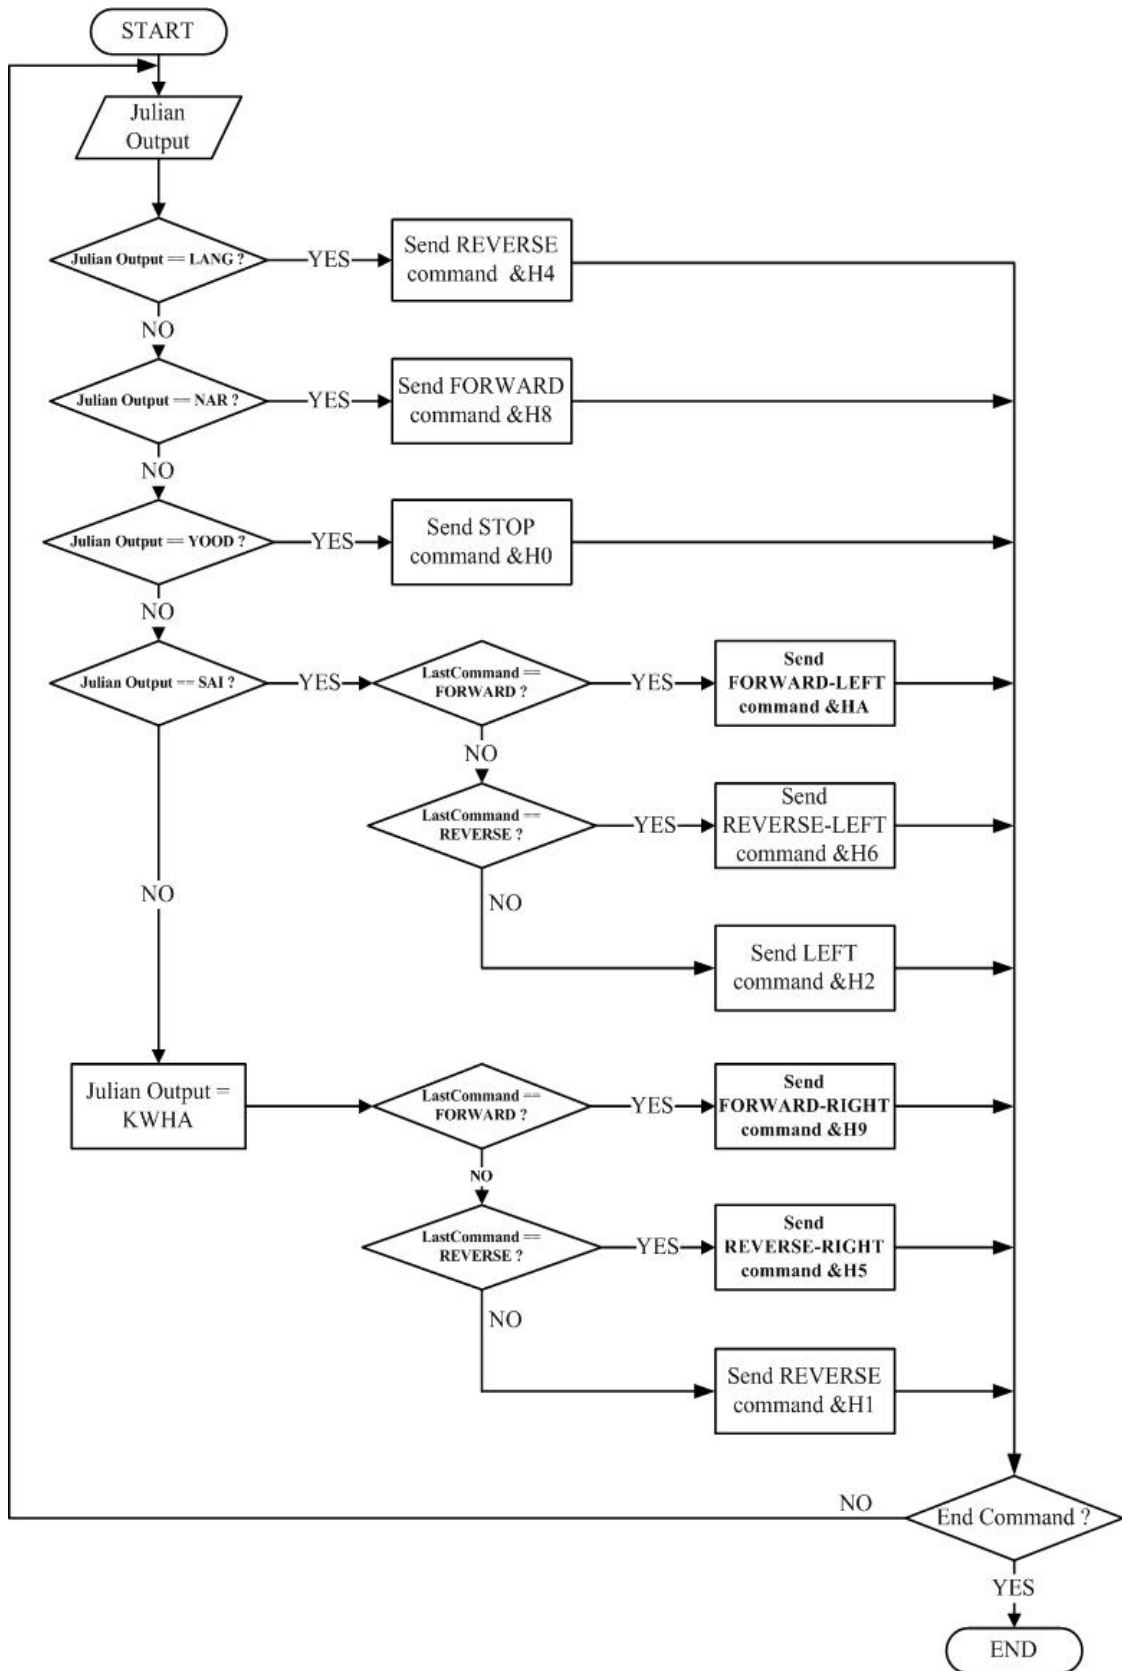 START
Julian
Output
Julian Output == LANG ?
YES
Send REVERSE
command &H4
NO
Julian Output == NAR ?
YES
Send FORWARD
command &H8
NO
Julian Output == YOOD ?
YES
Send STOP
command &H0
NO
Julian Output == SAI ?
YES
LastCommand ==
FORWARD ?
YES
Send
FORWARD-LEFT
command &HA
NO
LastCommand ==
REVERSE ?
YES
Send
REVERSE-LEFT
command &H6
NO
NO
Send LEFT
command &H2
Julian Output =
KWHA
LastCommand ==
FORWARD ?
YES
Send
FORWARD-RIGHT
command &H9
NO
LastCommand ==
REVERSE ?
YES
Send
REVERSE-RIGHT
command &H5
NO
Send REVERSE
command &H1
NO
End Command ?
YES
END